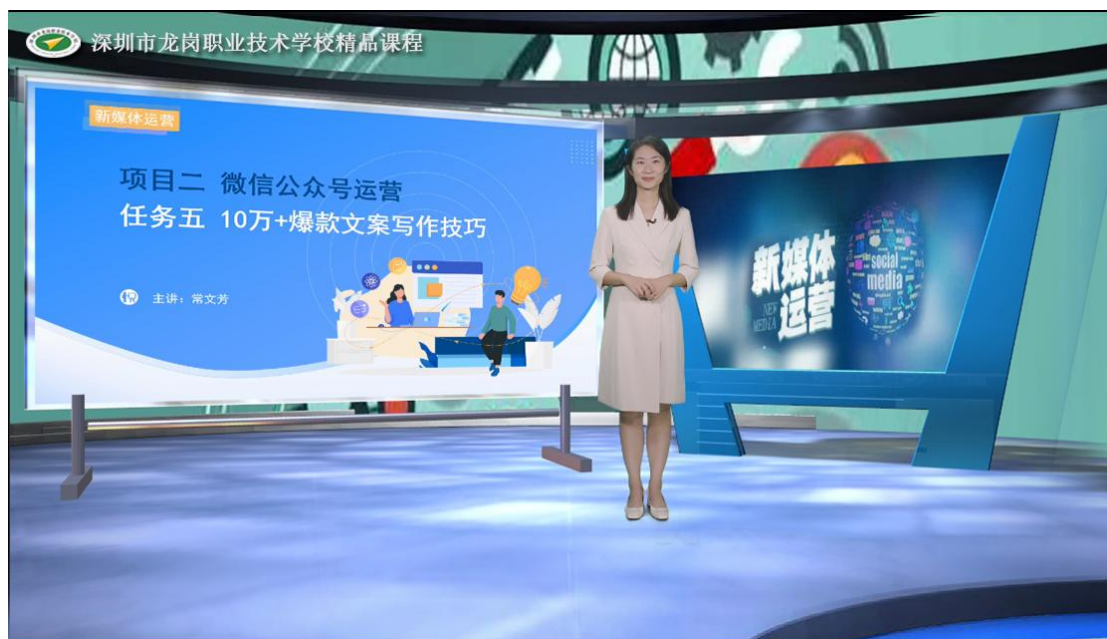 深圳市龙岗职业技术学校精品课程
新媒体运营
项目二 微信公众号运营
任务五 10万+爆款文案写作技巧
主讲：常文芳
新媒体
运营
NEW
MEDIA
social
media